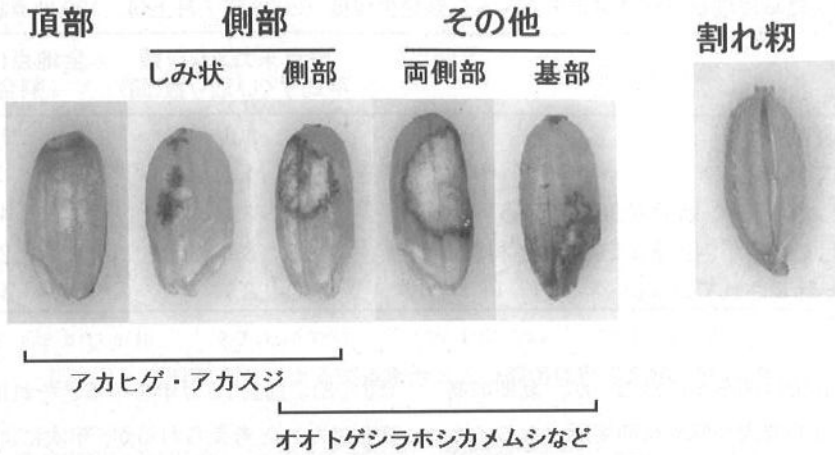 頂部 側部 その他 割れ籾
しみ状 側部 両側部 基部
アカヒゲ・アカスジ
オオトゲシラホシカメムシなど